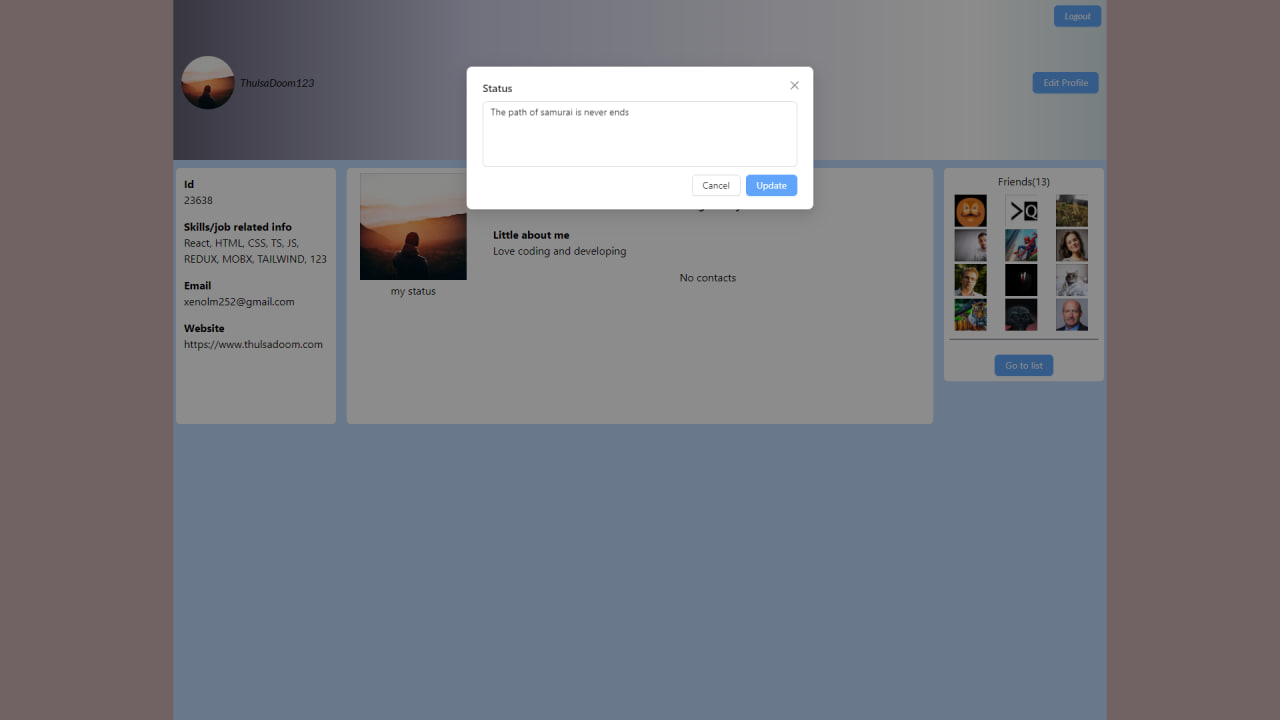 Logout
ThulsaDoom123
Edit Profile
Status
The path of samurai is never ends
Cancel
Update
Id
23638
Skills/job related info
React, HTML, CSS, TS, JS,
REDUX, MOBX, TAILWIND, 123
Email
xenolm252@gmail.com
Website
https://www.thulsadoom.com
my status
Little about me
Love coding and developing
No contacts
Friends(13)
>Q
Go to list